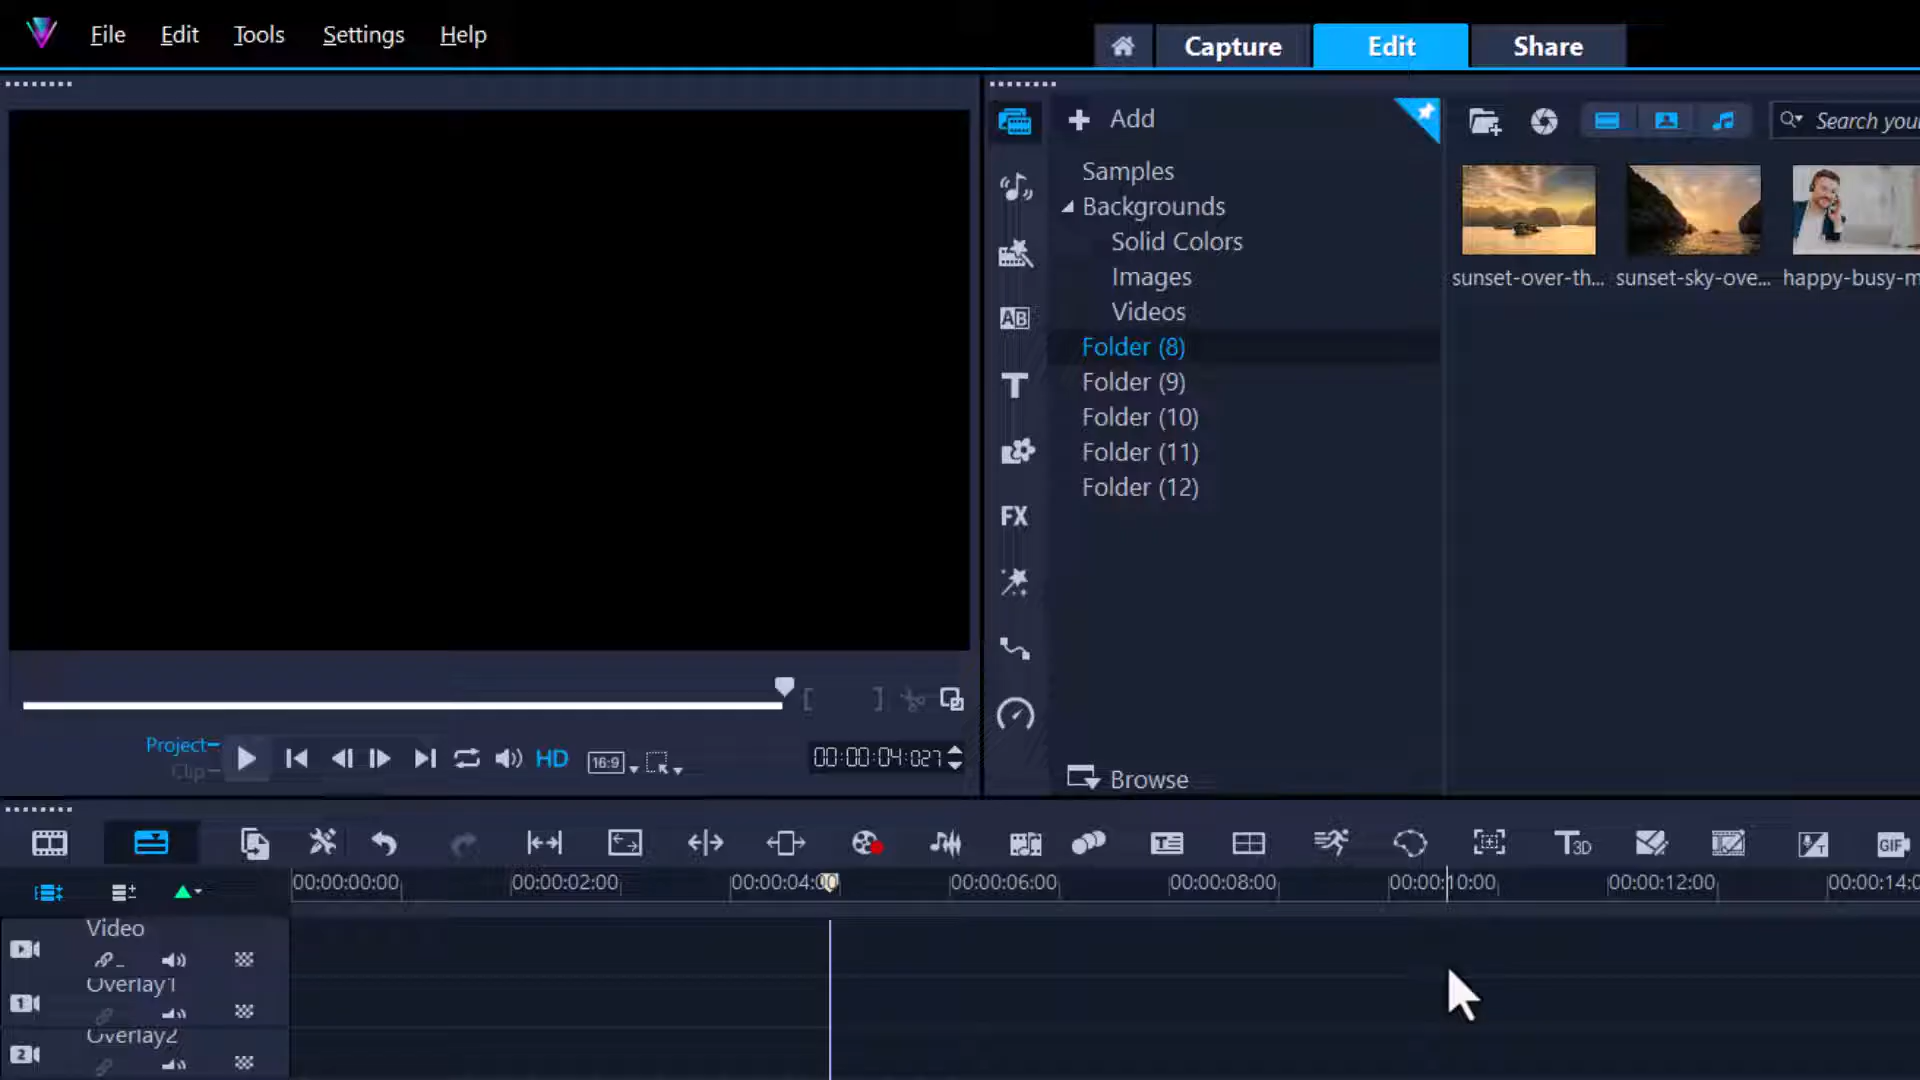 File Edit Tools Settings Help
Capture Edit Share
Add
Search your
Samples
Backgrounds
Solid Colors
Images
Videos
Folder (8)
Folder (9)
Folder (10)
Folder (11)
Folder (12)
sunset-over-th... sunset-sky-ove... happy-busy-m
AB
T
FX
Project
Clip
HD
16:9
00:00:04:027
Browse
T3D
GIF
00:00:00:00 00:00:02:00 00:00:04:00 00:00:06:00 00:00:08:00 00:00:10:00 00:00:12:00 00:00:14:0
Video
Overlay1
1
Overlay2
2